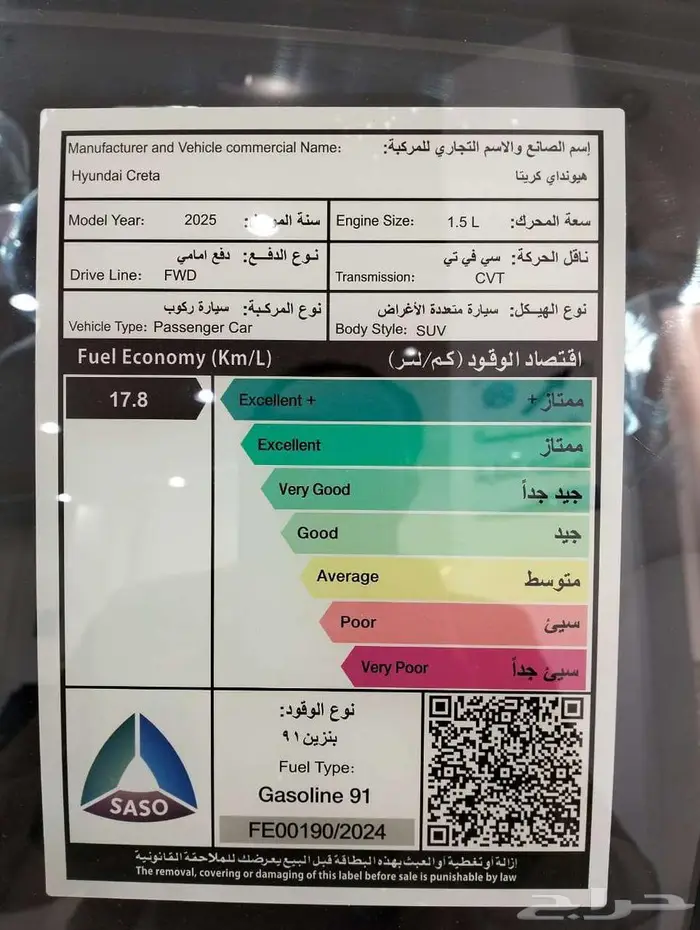 Manufacturer and Vehicle commercial Name: إسم الصانع والاسم التجاري للمركبة:
Hyundai Creta هيونداي كريتا
Model Year: 2025 سنة
Engine Size: 1.5 L سعة المحرك:
نوع الدفع: دفع امامي
Drive Line: FWD
ناقل الحركة: سي في تي
Transmission: CVT
نوع المركبة: سيارة ركوب
Vehicle Type: Passenger Car
نوع الهيكل: سيارة متعددة الأغراض
Body Style: SUV
Fuel Economy (Km/L) اقتصاد الوقود (كم/لتر)
17.8
Excellent + ممتاز +
Excellent ممتاز
Very Good جيد جداً
Good جيد
Average متوسط
Poor سيئ
Very Poor سيئ جداً
SASO
نوع الوقود:
بنزين ٩١
Fuel Type:
Gasoline 91
FE00190/2024
إزالة أو تغطية أو العبث بهذه البطاقة قبل البيع يعرضك للملاحقة القانونية
The removal, covering or damaging of this label before sale is punishable by law
حراج